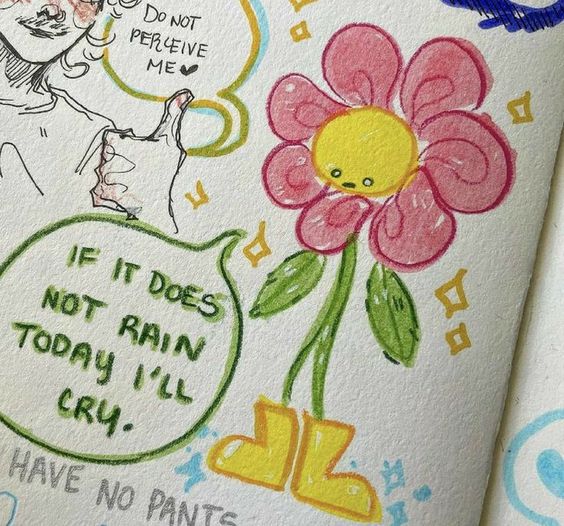 DO NOT
PERCEIVE
ME ♥
IF IT DOES
NOT RAIN
TODAY I'LL
CRY.
HAVE NO PANTS